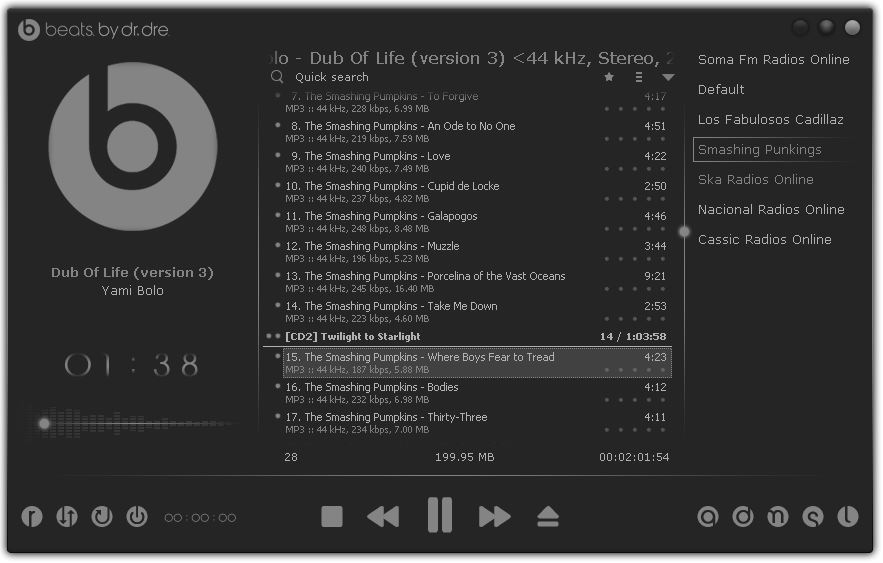 beats. by dr. dre.
olo - Dub Of Life (version 3) <44 kHz, Stereo, 2
Quick search
7. The Smashing Pumpkins - To Forgive 4:17
MP3 :: 44 kHz, 228 kbps, 6.99 MB
8. The Smashing Pumpkins - An Ode to No One 4:51
MP3 :: 44 kHz, 219 kbps, 7.59 MB
9. The Smashing Pumpkins - Love 4:22
MP3 :: 44 kHz, 240 kbps, 7.49 MB
10. The Smashing Pumpkins - Cupid de Locke 2:50
MP3 :: 44 kHz, 237 kbps, 4.82 MB
11. The Smashing Pumpkins - Galapogos 4:46
MP3 :: 44 kHz, 248 kbps, 8.48 MB
12. The Smashing Pumpkins - Muzzle 3:44
MP3 :: 44 kHz, 196 kbps, 5.23 MB
13. The Smashing Pumpkins - Porcelina of the Vast Oceans 9:21
MP3 :: 44 kHz, 245 kbps, 16.40 MB
14. The Smashing Pumpkins - Take Me Down 2:53
MP3 :: 44 kHz, 223 kbps, 4.60 MB
[CD2] Twilight to Starlight 14 / 1:03:58
15. The Smashing Pumpkins - Where Boys Fear to Tread 4:23
MP3 :: 44 kHz, 187 kbps, 5.88 MB
16. The Smashing Pumpkins - Bodies 4:12
MP3 :: 44 kHz, 232 kbps, 6.98 MB
17. The Smashing Pumpkins - Thirty-Three 4:11
MP3 :: 44 kHz, 234 kbps, 7.00 MB
28 199.95 MB 00:02:01:54
Soma Fm Radios Online
Default
Los Fabulosos Cadillaz
Smashing Punkings
Ska Radios Online
Nacional Radios Online
Cassic Radios Online
Dub Of Life (version 3)
Yami Bolo
01:38
00:00:00
a d n s l